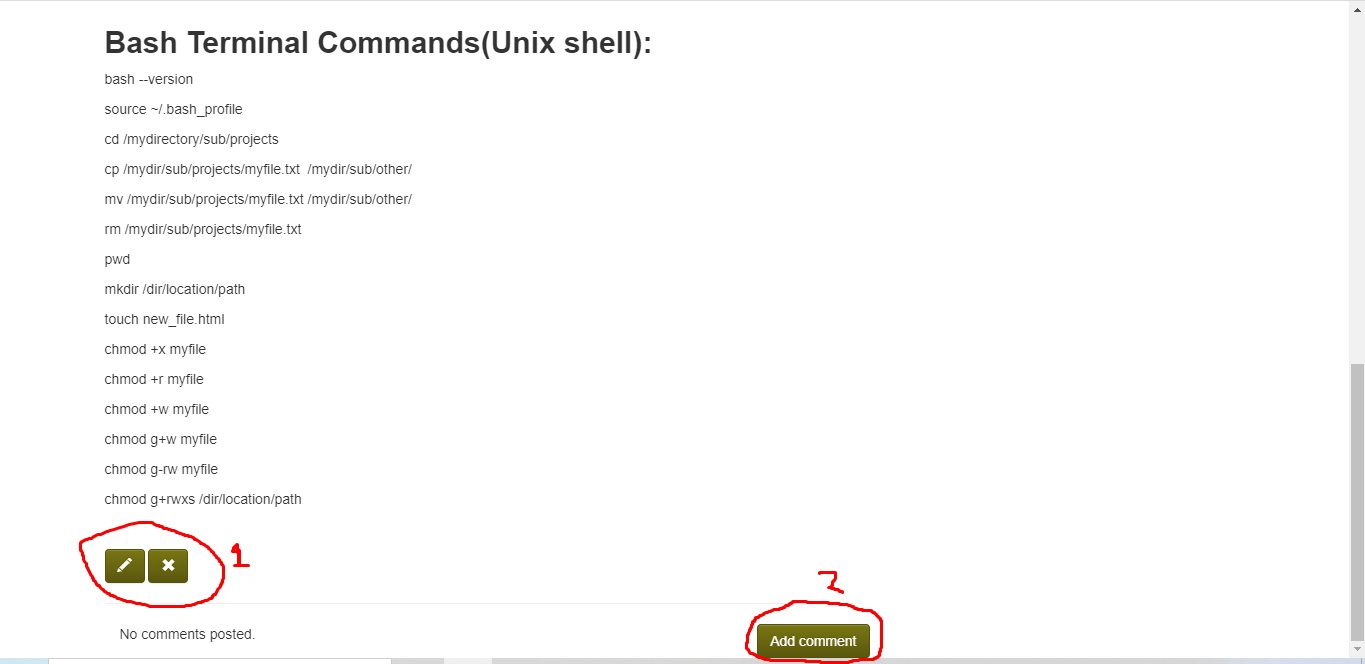 Bash Terminal Commands(Unix shell):
bash --version
source ~/.bash_profile
cd /mydirectory/sub/projects
cp /mydir/sub/projects/myfile.txt  /mydir/sub/other/
mv /mydir/sub/projects/myfile.txt /mydir/sub/other/
rm /mydir/sub/projects/myfile.txt
pwd
mkdir /dir/location/path
touch new_file.html
chmod +x myfile
chmod +r myfile
chmod +w myfile
chmod g+w myfile
chmod g-rw myfile
chmod g+rwxs /dir/location/path
1
2
No comments posted.
Add comment